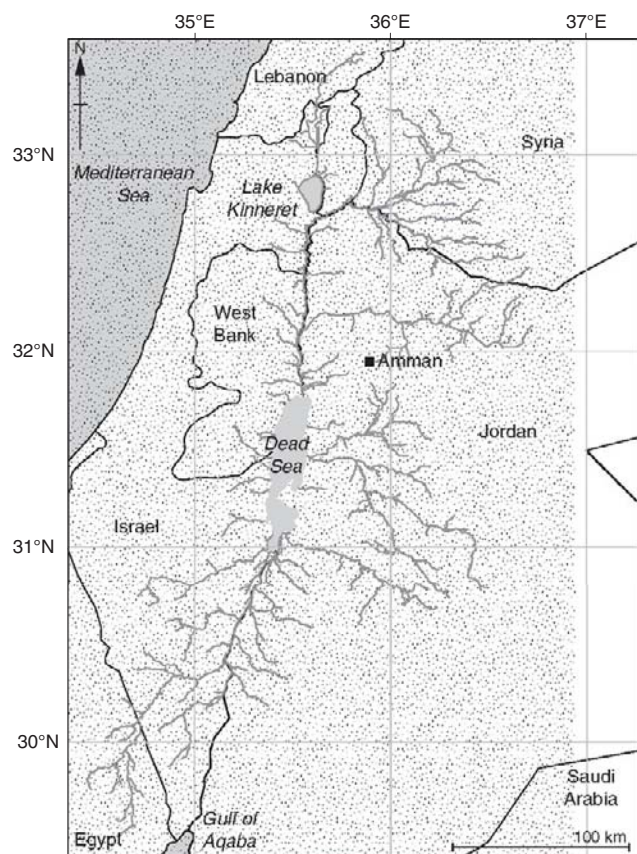 35°E 36°E 37°E
N
Lebanon
33°N
Syria
Mediterranean
Sea
Lake
Kinneret
West
Bank
32°N
Amman
Jordan
Dead
Sea
Israel
31°N
30°N
Saudi
Arabia
Gulf of
Aqaba
Egypt
100 km